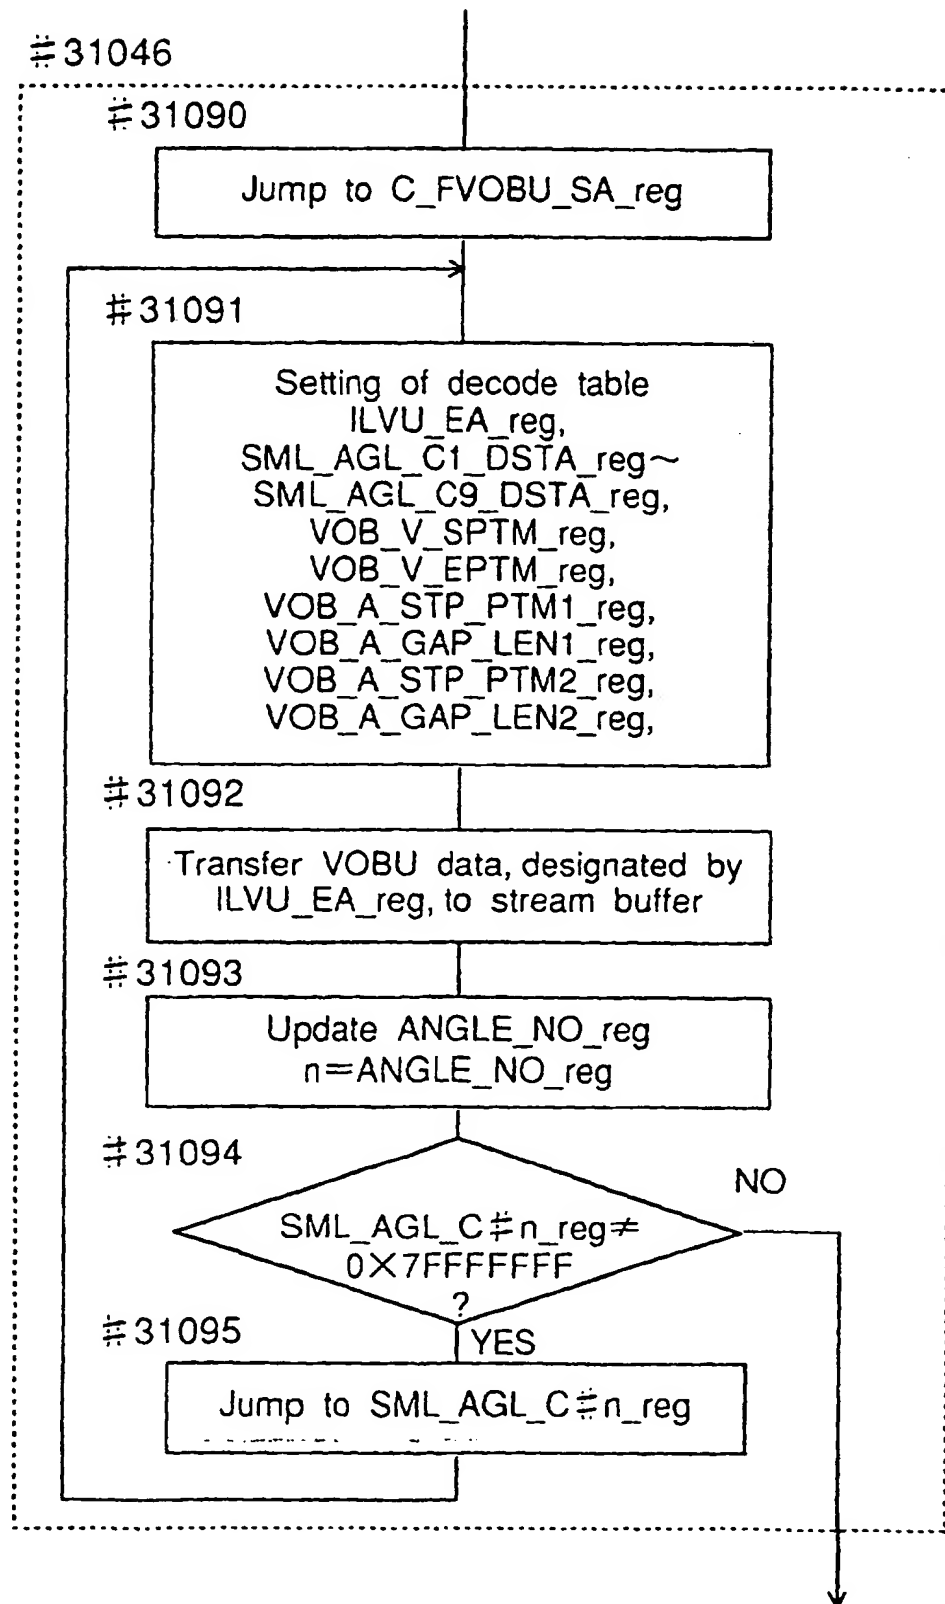 #31046
#31090
Jump to C_FVOBU_SA_reg
#31091
Setting of decode table
ILVU_EA_reg,
SML_AGL_C1_DSTA_reg~
SML_AGL_C9_DSTA_reg,
VOB_V_SPTM_reg,
VOB_V_EPTM_reg,
VOB_A_STP_PTM1_reg,
VOB_A_GAP_LEN1_reg,
VOB_A_STP_PTM2_reg,
VOB_A_GAP_LEN2_reg,
#31092
Transfer VOBU data, designated by
ILVU_EA_reg, to stream buffer
#31093
Update ANGLE_NO_reg
n=ANGLE_NO_reg
#31094
NO
SML_AGL_C#n_reg≠
0X7FFFFFFF
?
#31095
YES
Jump to SML_AGL_C#n_reg